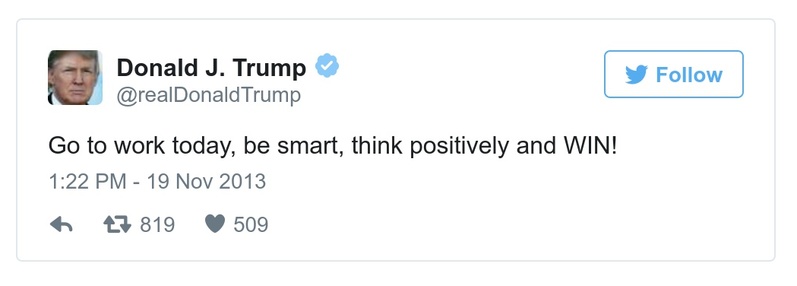 Donald J. Trump
@realDonaldTrump
Follow
Go to work today, be smart, think positively and WIN!
1:22 PM - 19 Nov 2013
819 509